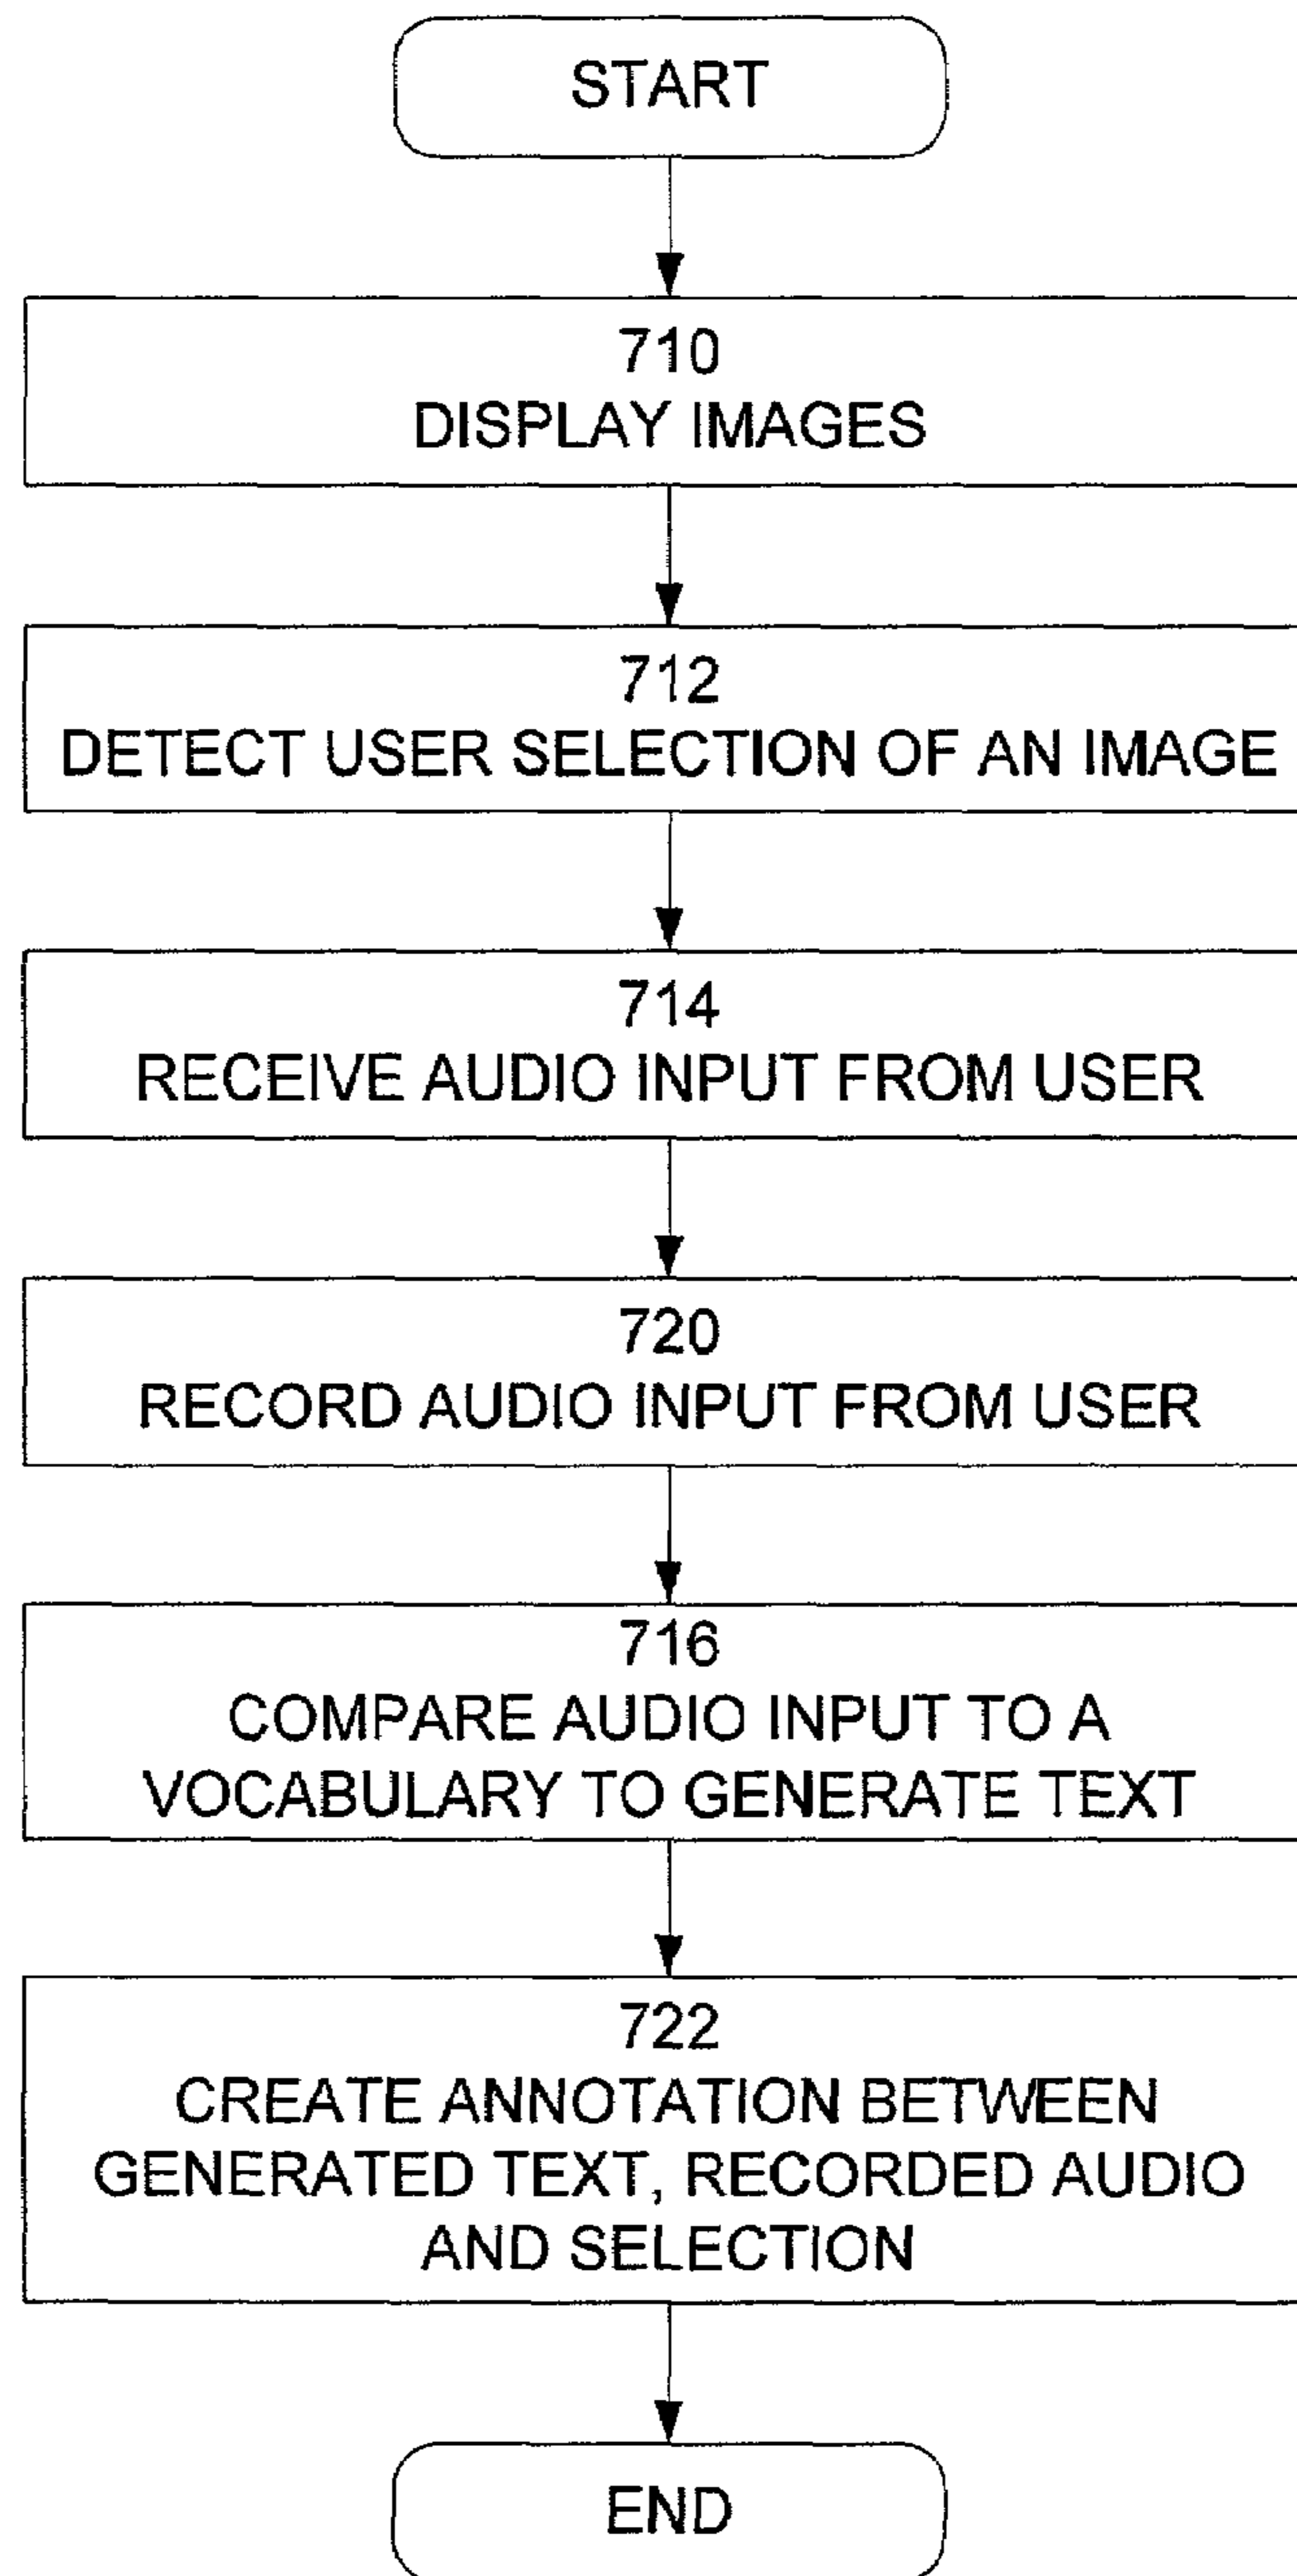 START
710
DISPLAY IMAGES
712
DETECT USER SELECTION OF AN IMAGE
714
RECEIVE AUDIO INPUT FROM USER
720
RECORD AUDIO INPUT FROM USER
716
COMPARE AUDIO INPUT TO A
VOCABULARY TO GENERATE TEXT
722
CREATE ANNOTATION BETWEEN
GENERATED TEXT, RECORDED AUDIO
AND SELECTION
END